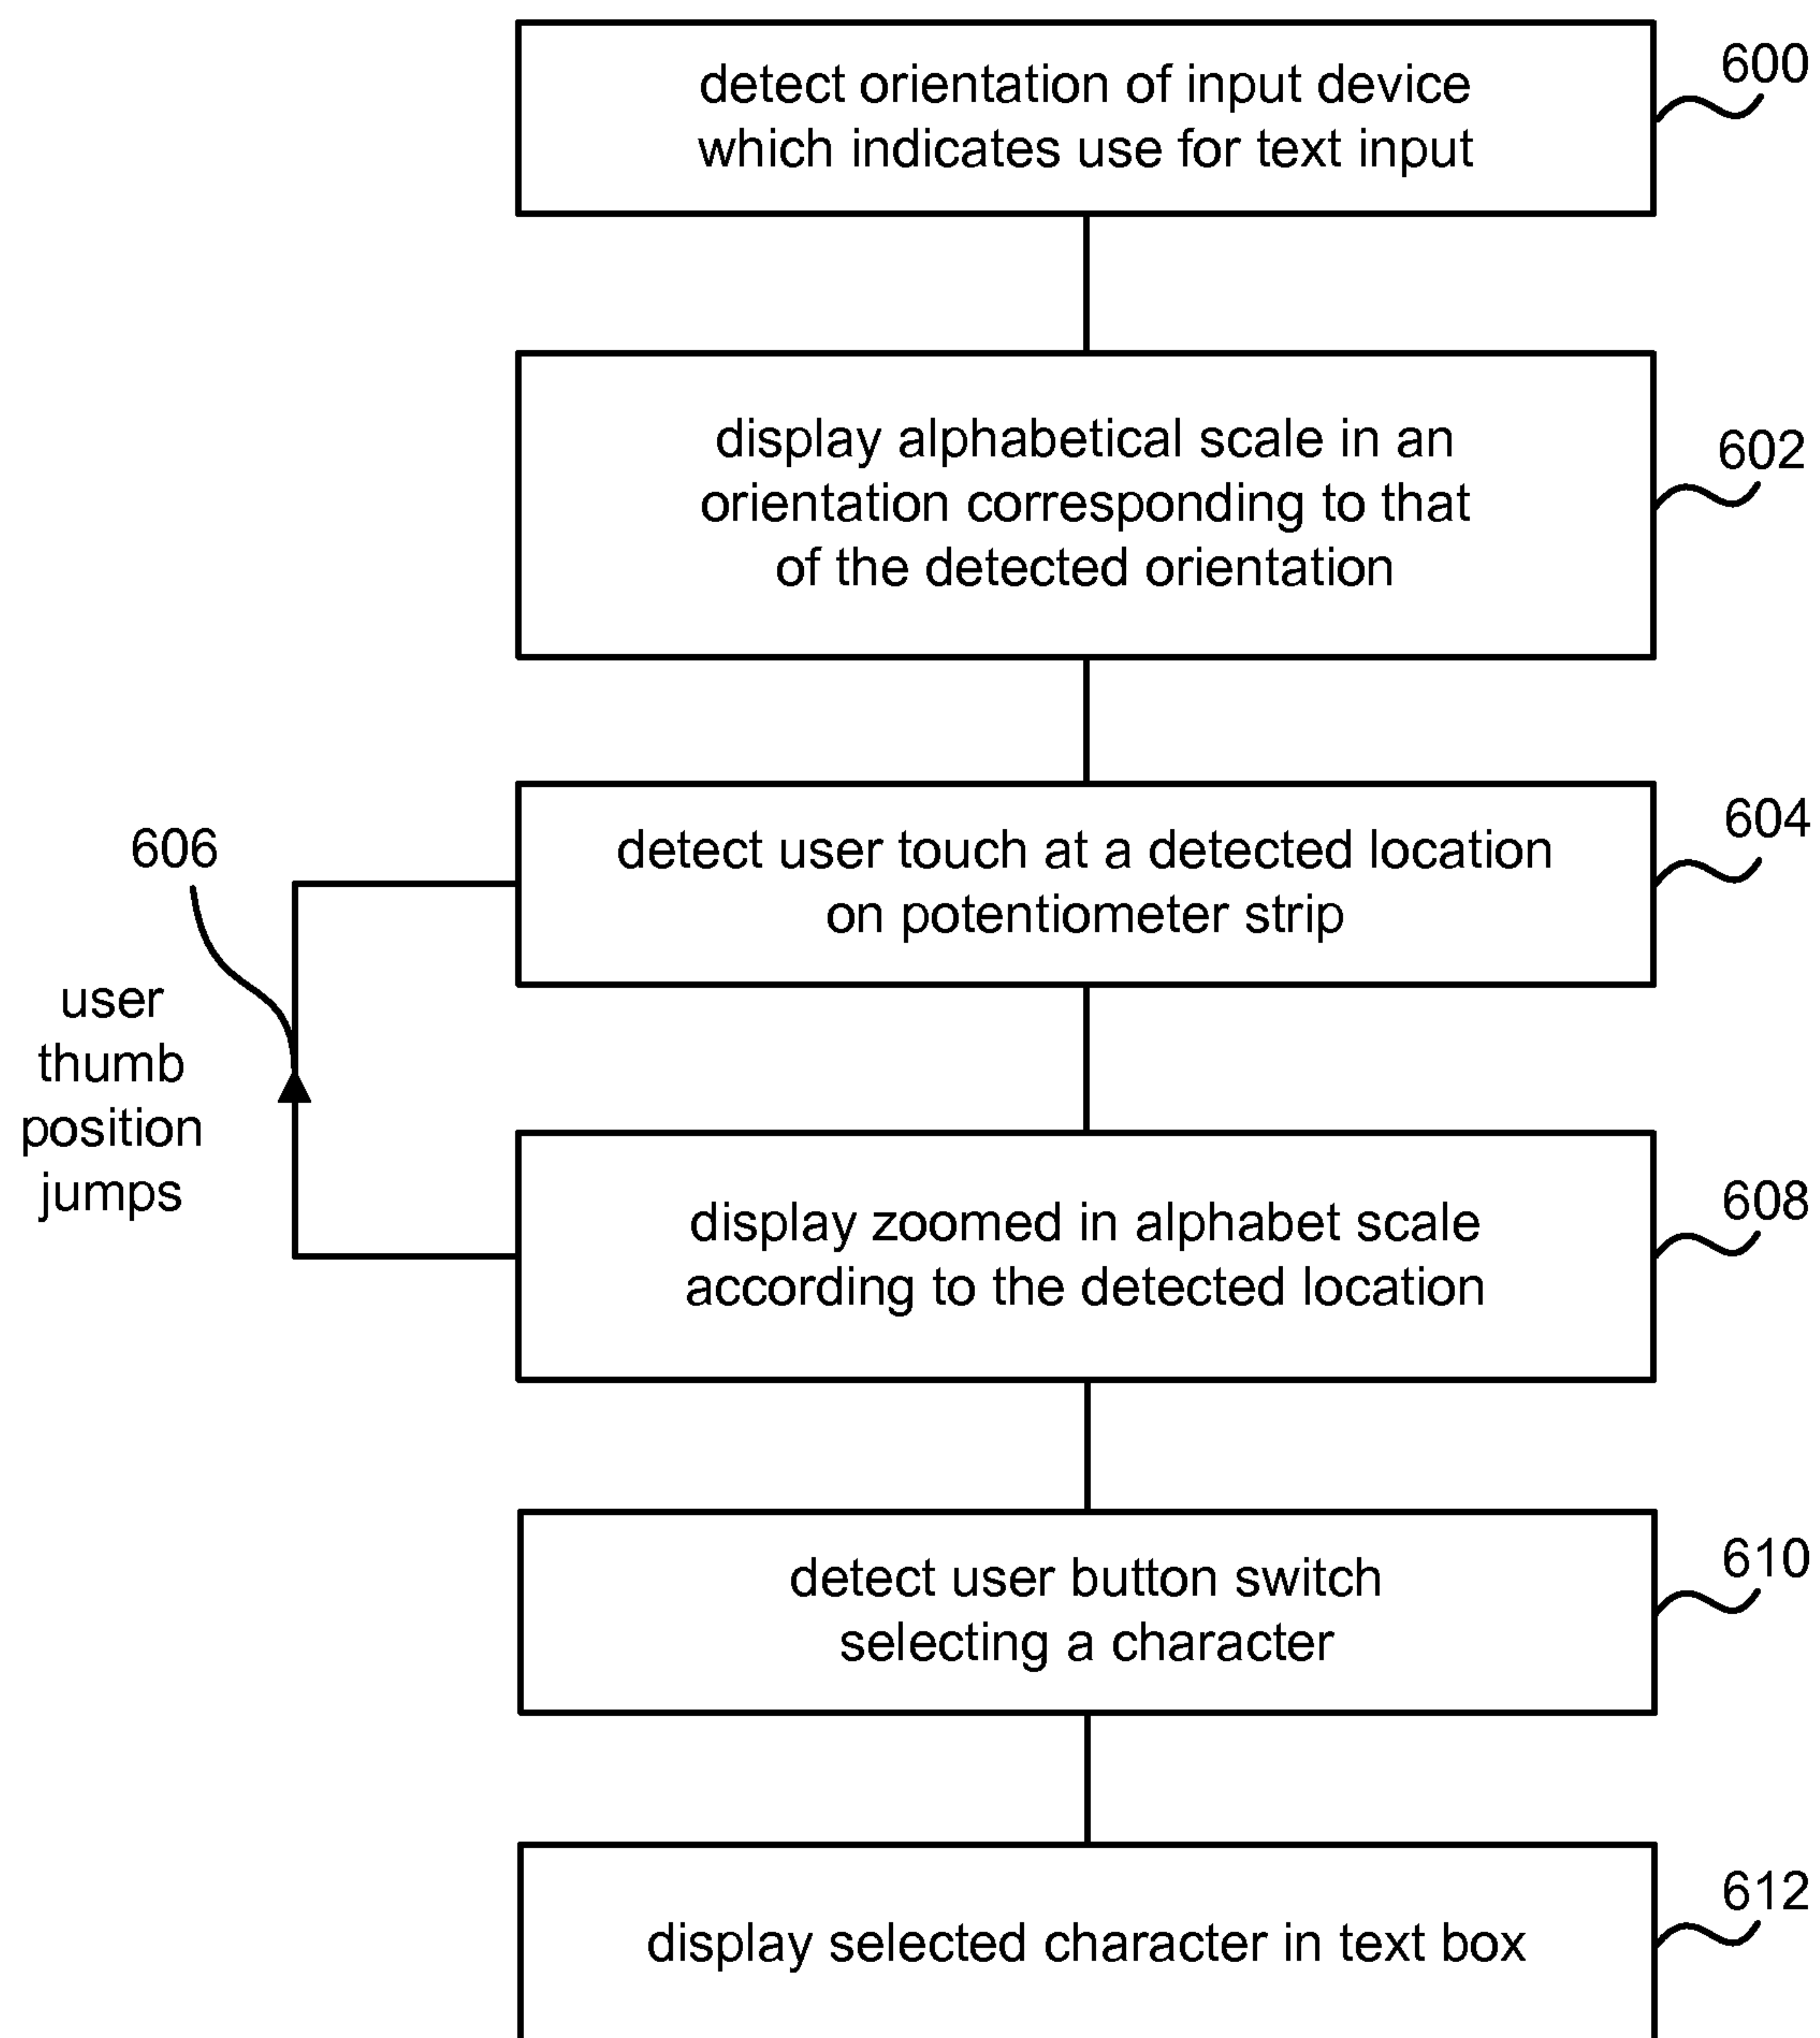 detect orientation of input device
which indicates use for text input
600
display alphabetical scale in an
orientation corresponding to that
of the detected orientation
602
detect user touch at a detected location
on potentiometer strip
604
606
user
thumb
position
jumps
display zoomed in alphabet scale
according to the detected location
608
detect user button switch
selecting a character
610
display selected character in text box
612